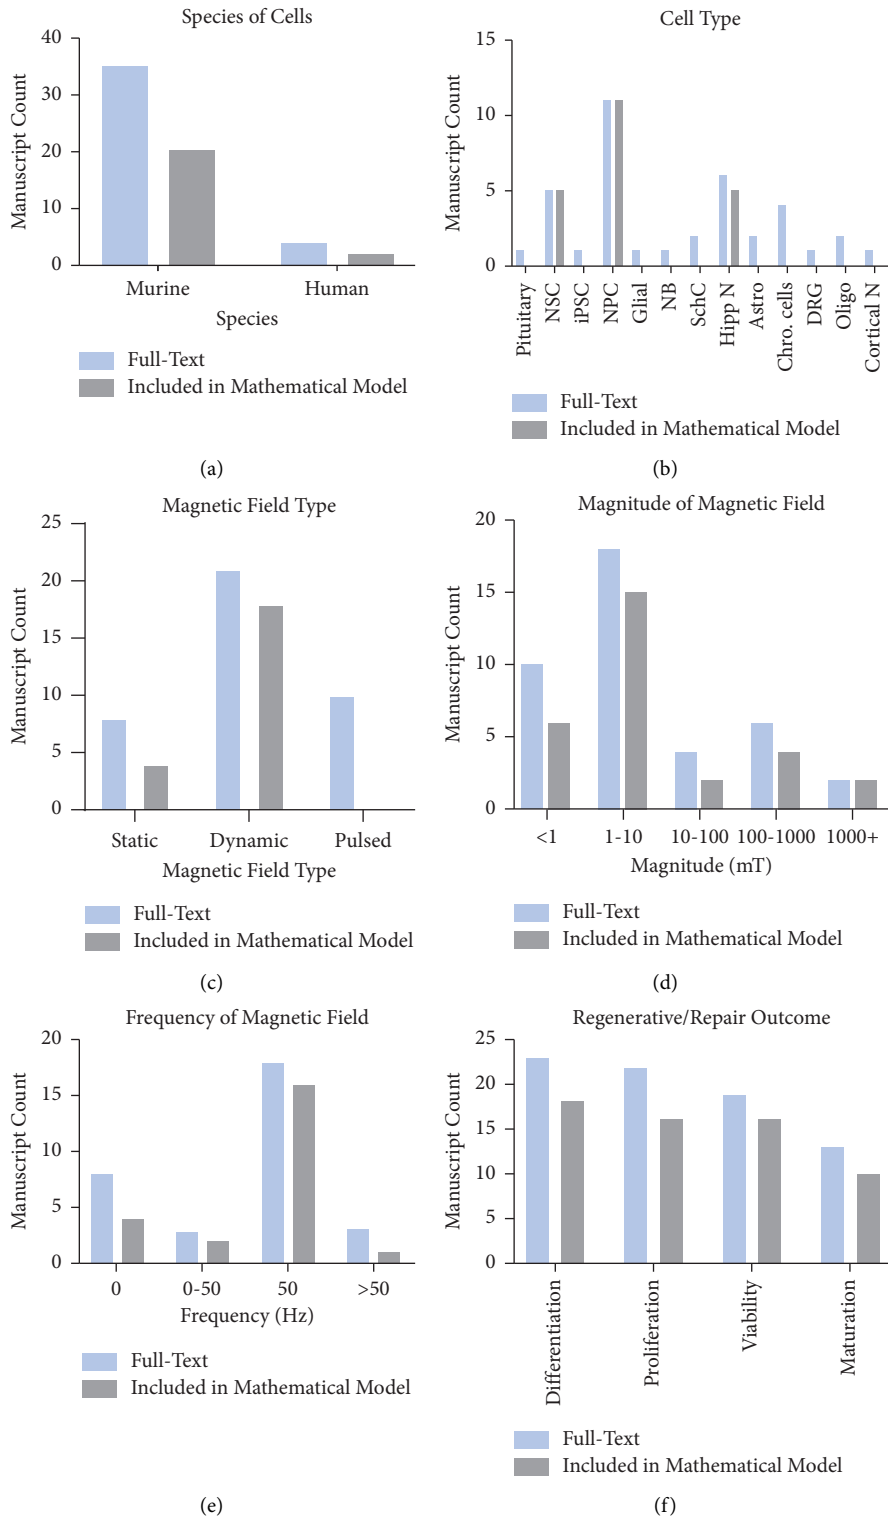 Species of Cells
40
30
20
10
0
Manuscript Count
Murine Human
Species
Full-Text
Included in Mathematical Model
(a)
Cell Type
15
10
5
0
Manuscript Count
Pituitary
NSC
iPSC
NPC
Glial
NB
SchC
Hipp N
Astro
Chro. cells
DRG
Oligo
Cortical N
Full-Text
Included in Mathematical Model
(b)
Magnetic Field Type
25
20
15
10
5
0
Manuscript Count
Static Dynamic Pulsed
Magnetic Field Type
Full-Text
Included in Mathematical Model
(c)
Magnitude of Magnetic Field
20
15
10
5
0
Manuscript Count
<1 1-10 10-100 100-1000 1000+
Magnitude (mT)
Full-Text
Included in Mathematical Model
(d)
Frequency of Magnetic Field
20
15
10
5
0
Manuscript Count
0 0-50 50 >50
Frequency (Hz)
Full-Text
Included in Mathematical Model
(e)
Regenerative/Repair Outcome
25
20
15
10
5
0
Manuscript Count
Differentiation
Proliferation
Viability
Maturation
Full-Text
Included in Mathematical Model
(f)